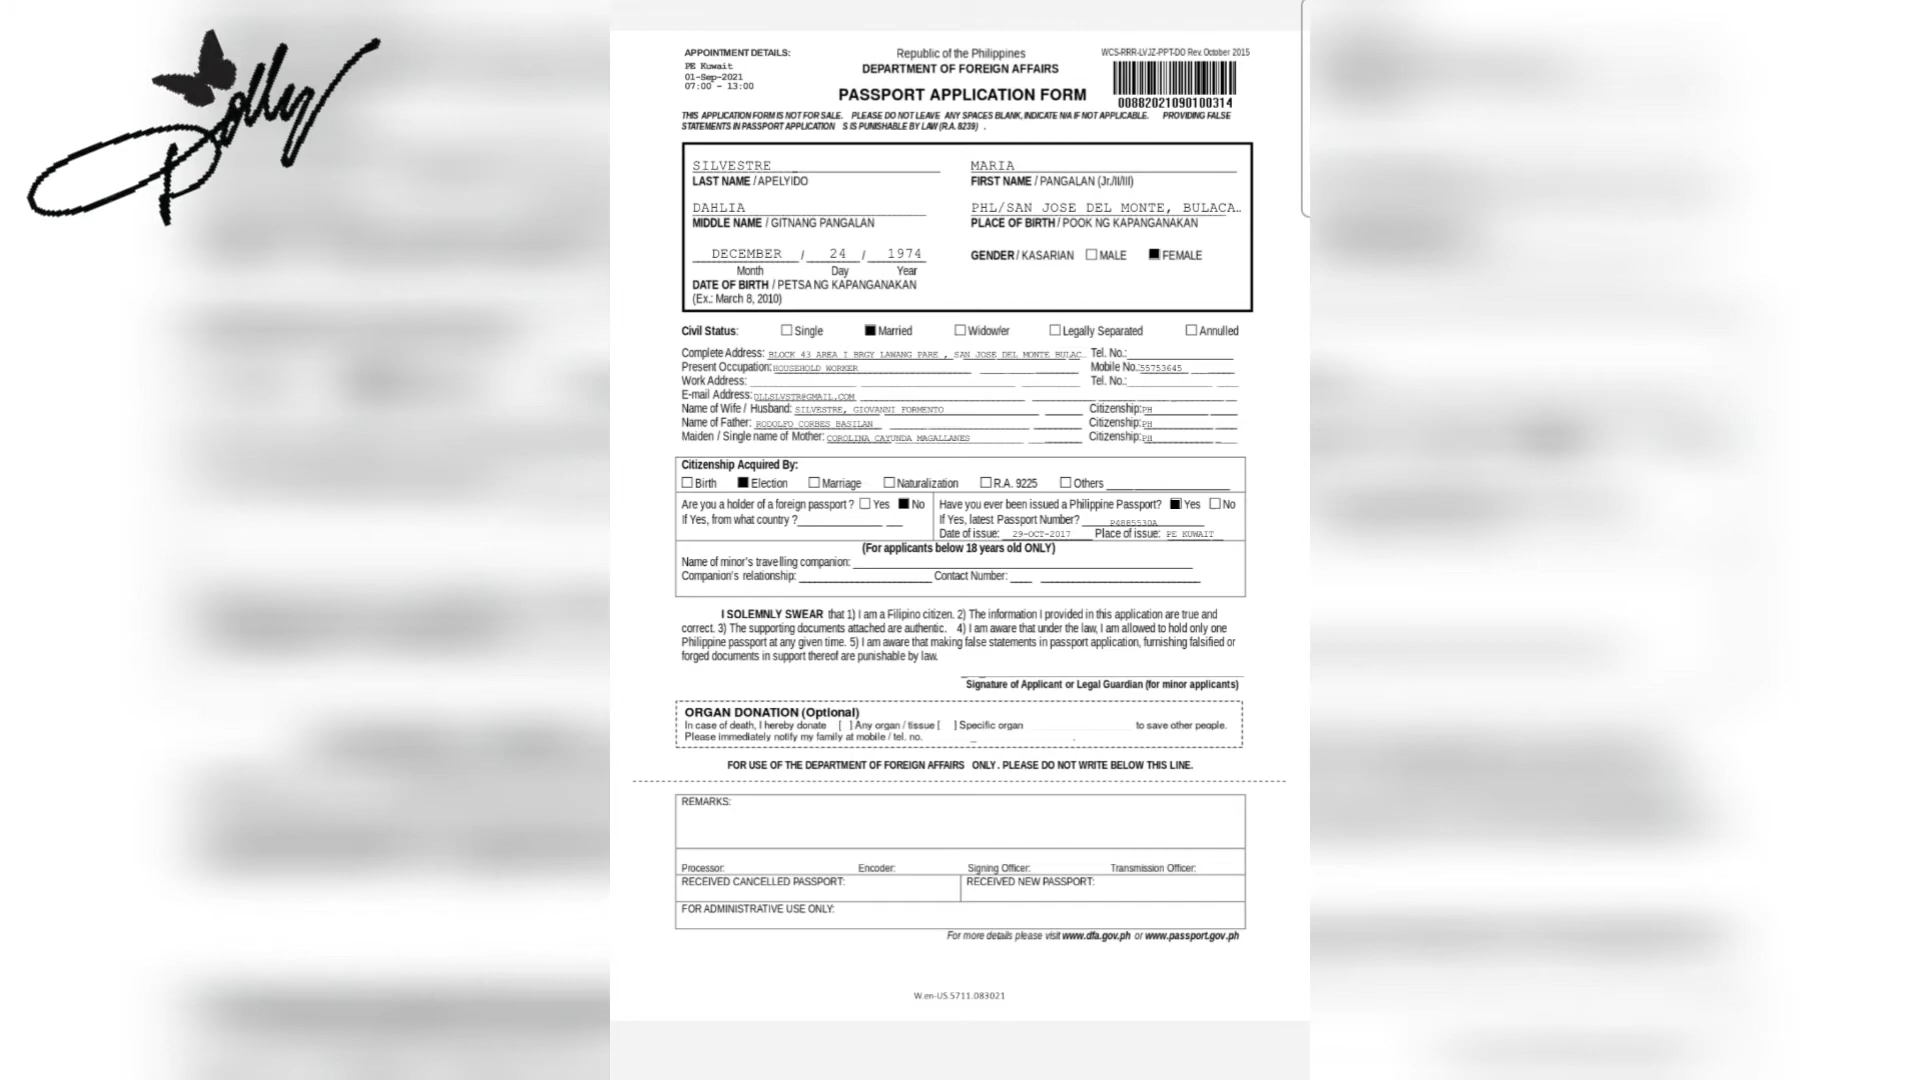 Dolly
APPOINTMENT DETAILS:
PE Kuwait
01-Sep-2021
07:00 - 13:00
Republic of the Philippines
DEPARTMENT OF FOREIGN AFFAIRS
PASSPORT APPLICATION FORM
WCS-RRR-LVJZ-PPT-DO Rev. October 2015
00882021090100314
THIS APPLICATION FORM IS NOT FOR SALE. PLEASE DO NOT LEAVE ANY SPACES BLANK, INDICATE N/A IF NOT APPLICABLE. PROVIDING FALSE
STATEMENTS IN PASSPORT APPLICATION S IS PUNISHABLE BY LAW (R.A. 8239) .
SILVESTRE MARIA
LAST NAME / APELYIDO FIRST NAME / PANGALAN (Jr./II/III)
DAHLIA PHL/SAN JOSE DEL MONTE, BULACA…
MIDDLE NAME / GITNANG PANGALAN PLACE OF BIRTH / POOK NG KAPANGANAKAN
DECEMBER / 24 / 1974 GENDER / KASARIAN MALE FEMALE
Month Day Year
DATE OF BIRTH / PETSA NG KAPANGANAKAN
(Ex.: March 8, 2010)
Civil Status: Single Married Widow/er Legally Separated Annulled
Complete Address: BLOCK 43 AREA I BRGY LAWANG PARE , SAN JOSE DEL MONTE BULAC… Tel. No.:
Present Occupation: HOUSEHOLD WORKER Mobile No.: 55753645
Work Address: Tel. No.:
E-mail Address: DLLSLVSTR@GMAIL.COM
Name of Wife / Husband: SILVESTRE, GIOVANNI FORMENTO Citizenship: PH
Name of Father: RODOLFO CORBES BASILAN Citizenship: PH
Maiden / Single name of Mother: COROLINA CAYUNDA MAGALLANES Citizenship: PH
Citizenship Acquired By:
Birth Election Marriage Naturalization R.A. 9225 Others
Are you a holder of a foreign passport ? Yes No Have you ever been issued a Philippine Passport? Yes No
If Yes, from what country ? If Yes, latest Passport Number? P4885530A
Date of issue: 29-OCT-2017 Place of issue: PE KUWAIT
(For applicants below 18 years old ONLY)
Name of minor's travelling companion:
Companion's relationship: Contact Number:
I SOLEMNLY SWEAR that 1) I am a Filipino citizen. 2) The information I provided in this application are true and
correct. 3) The supporting documents attached are authentic. 4) I am aware that under the law, I am allowed to hold only one
Philippine passport at any given time. 5) I am aware that making false statements in passport application, furnishing falsified or
forged documents in support thereof are punishable by law.
Signature of Applicant or Legal Guardian (for minor applicants)
ORGAN DONATION (Optional)
In case of death, I hereby donate [ ] Any organ / tissue [ ] Specific organ to save other people.
Please immediately notify my family at mobile / tel. no. .
FOR USE OF THE DEPARTMENT OF FOREIGN AFFAIRS ONLY. PLEASE DO NOT WRITE BELOW THIS LINE.
REMARKS:
Processor: Encoder: Signing Officer: Transmission Officer:
RECEIVED CANCELLED PASSPORT: RECEIVED NEW PASSPORT:
FOR ADMINISTRATIVE USE ONLY:
For more details please visit www.dfa.gov.ph or www.passport.gov.ph
W.en-US.5711.083021